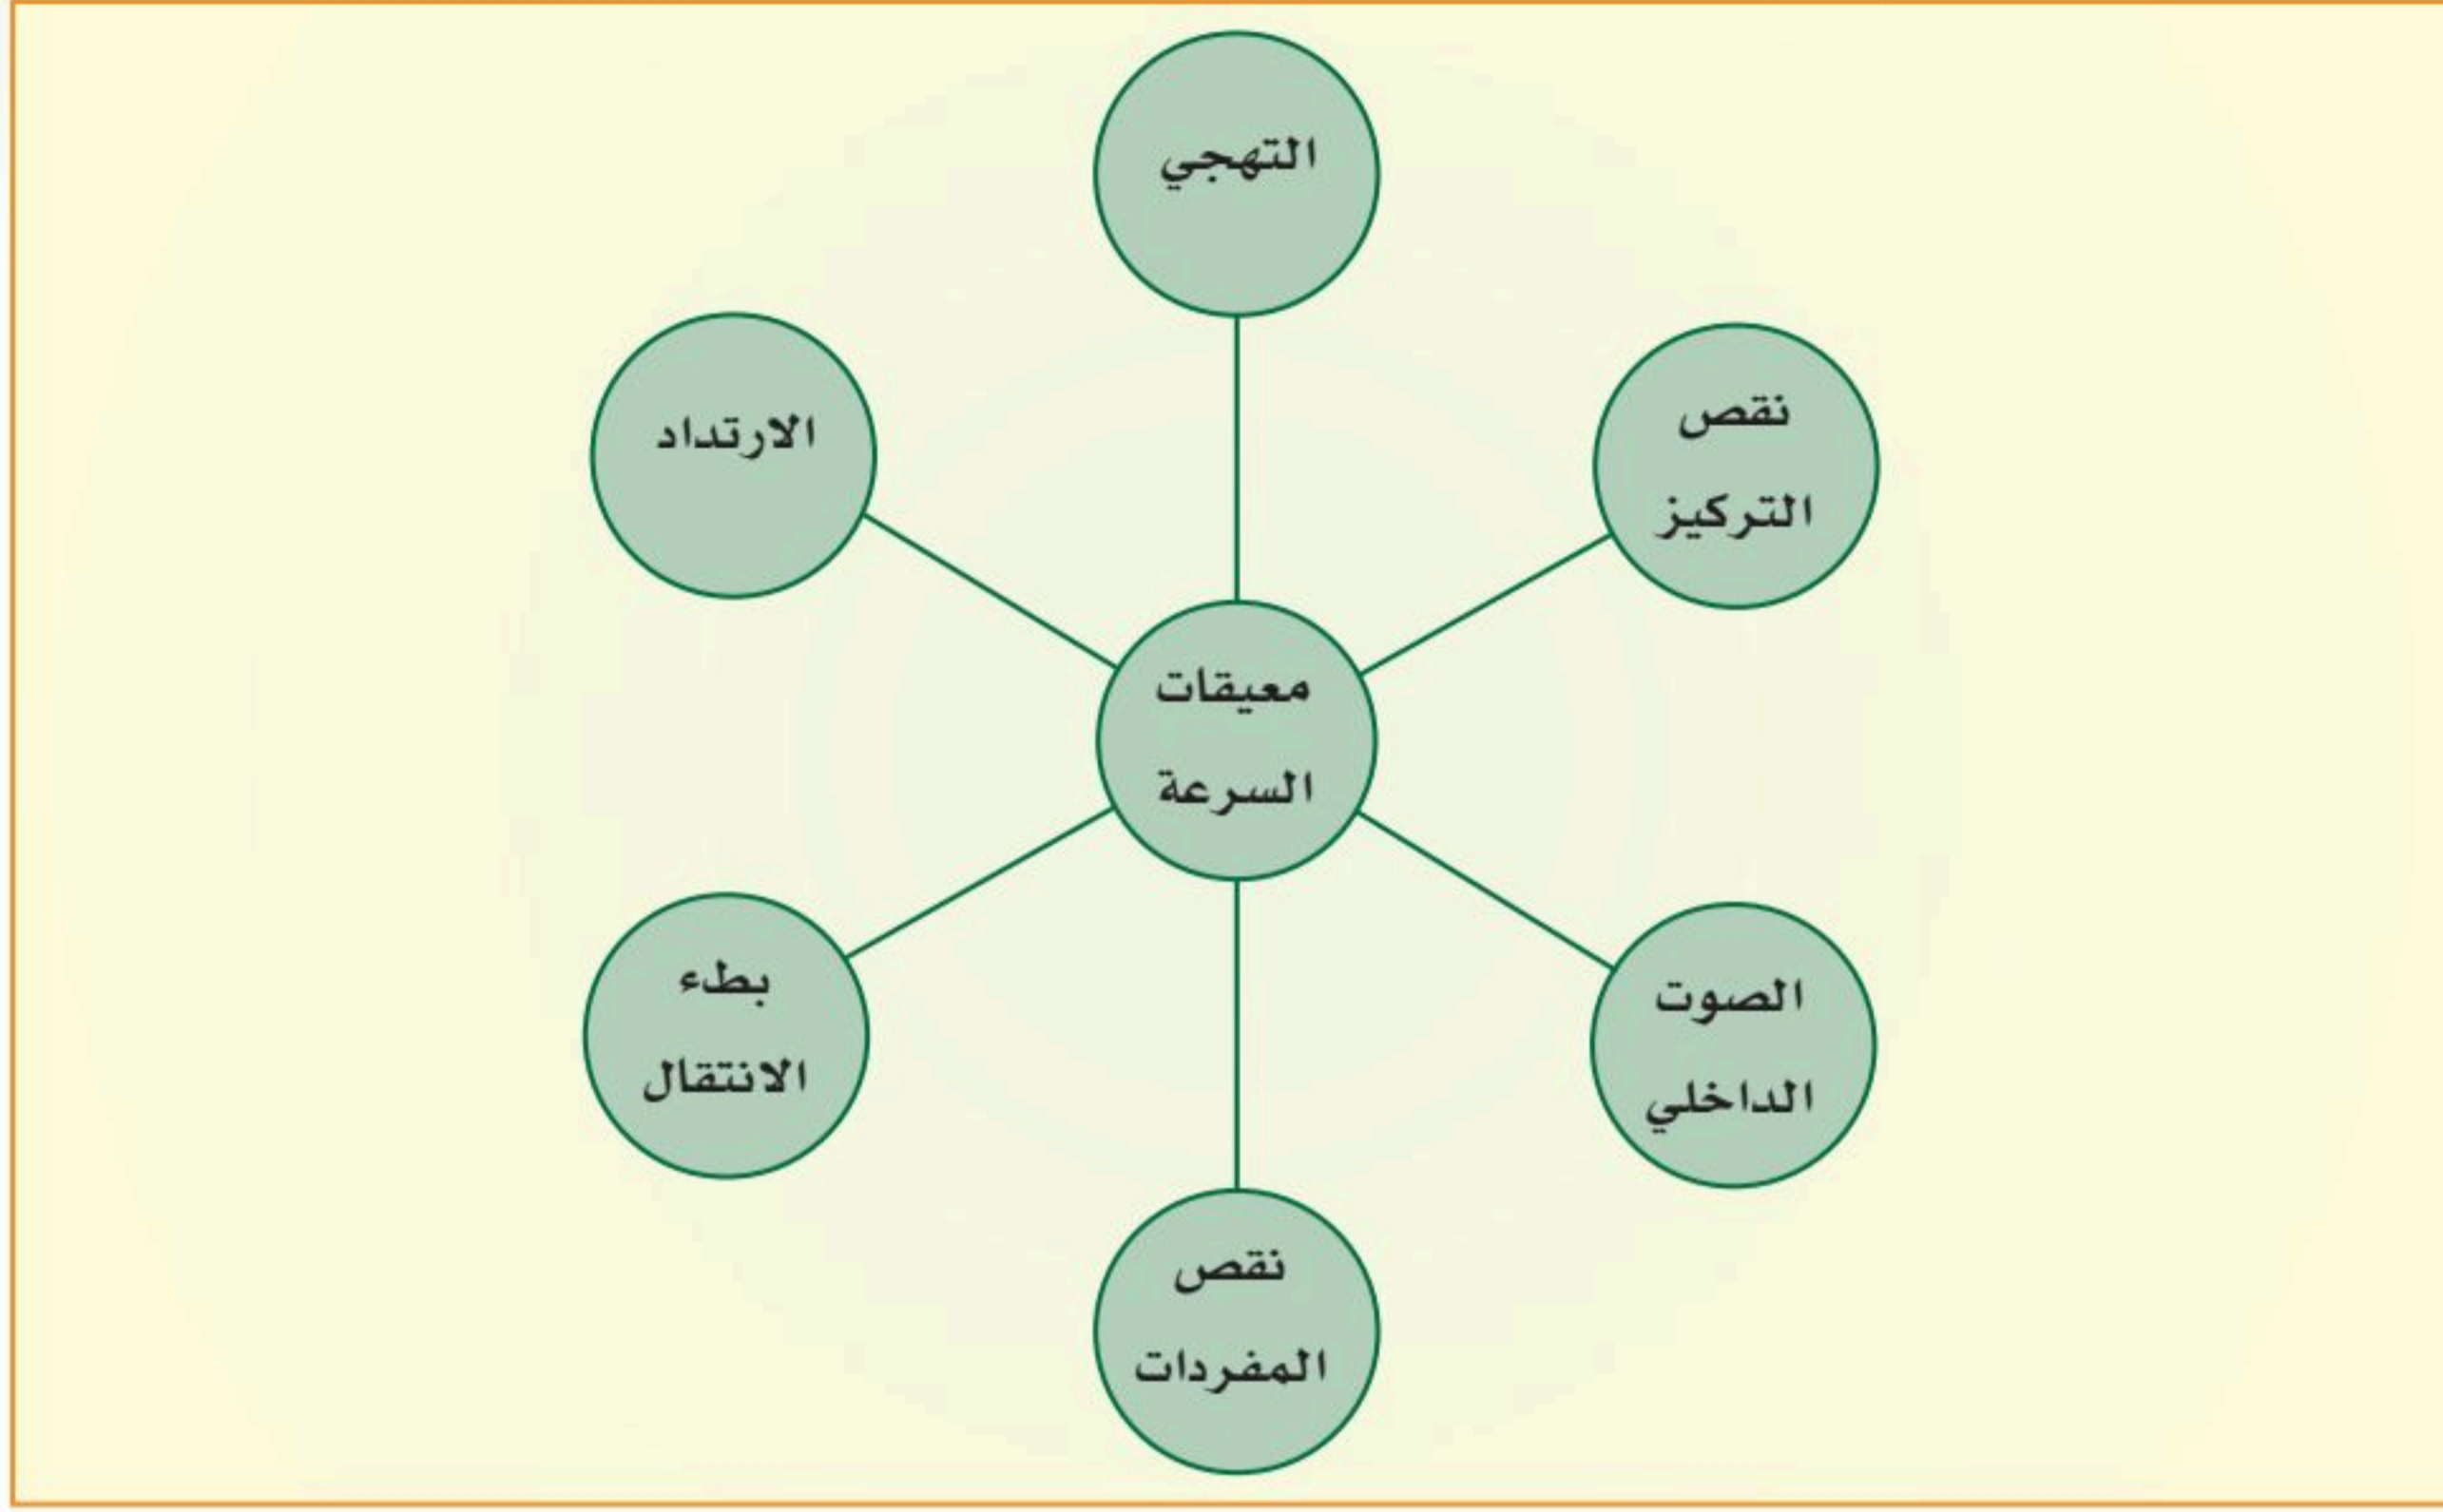 التهجي
نقص
التركيز
الارتداد
معيقات
السرعة
الصوت
الداخلي
بطء
الانتقال
نقص
المفردات